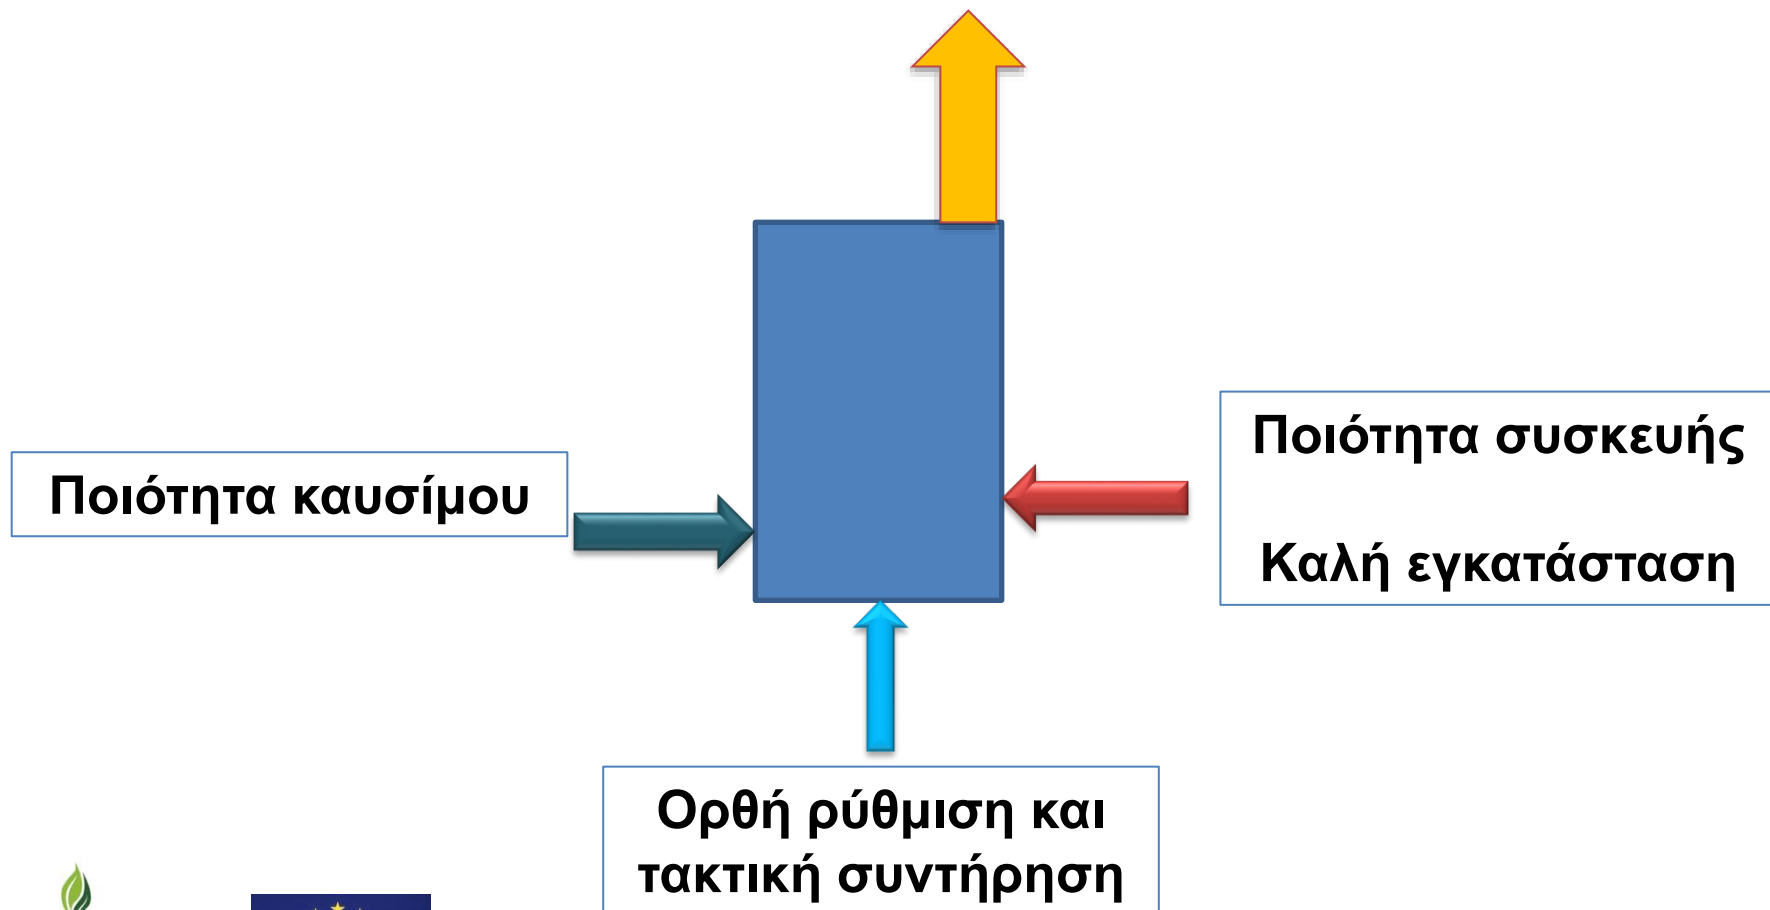 Ποιότητα συσκευής
Ποιότητα καυσίμου
Καλή εγκατάσταση
Ορθή ρύθμιση και
τακτική συντήρηση